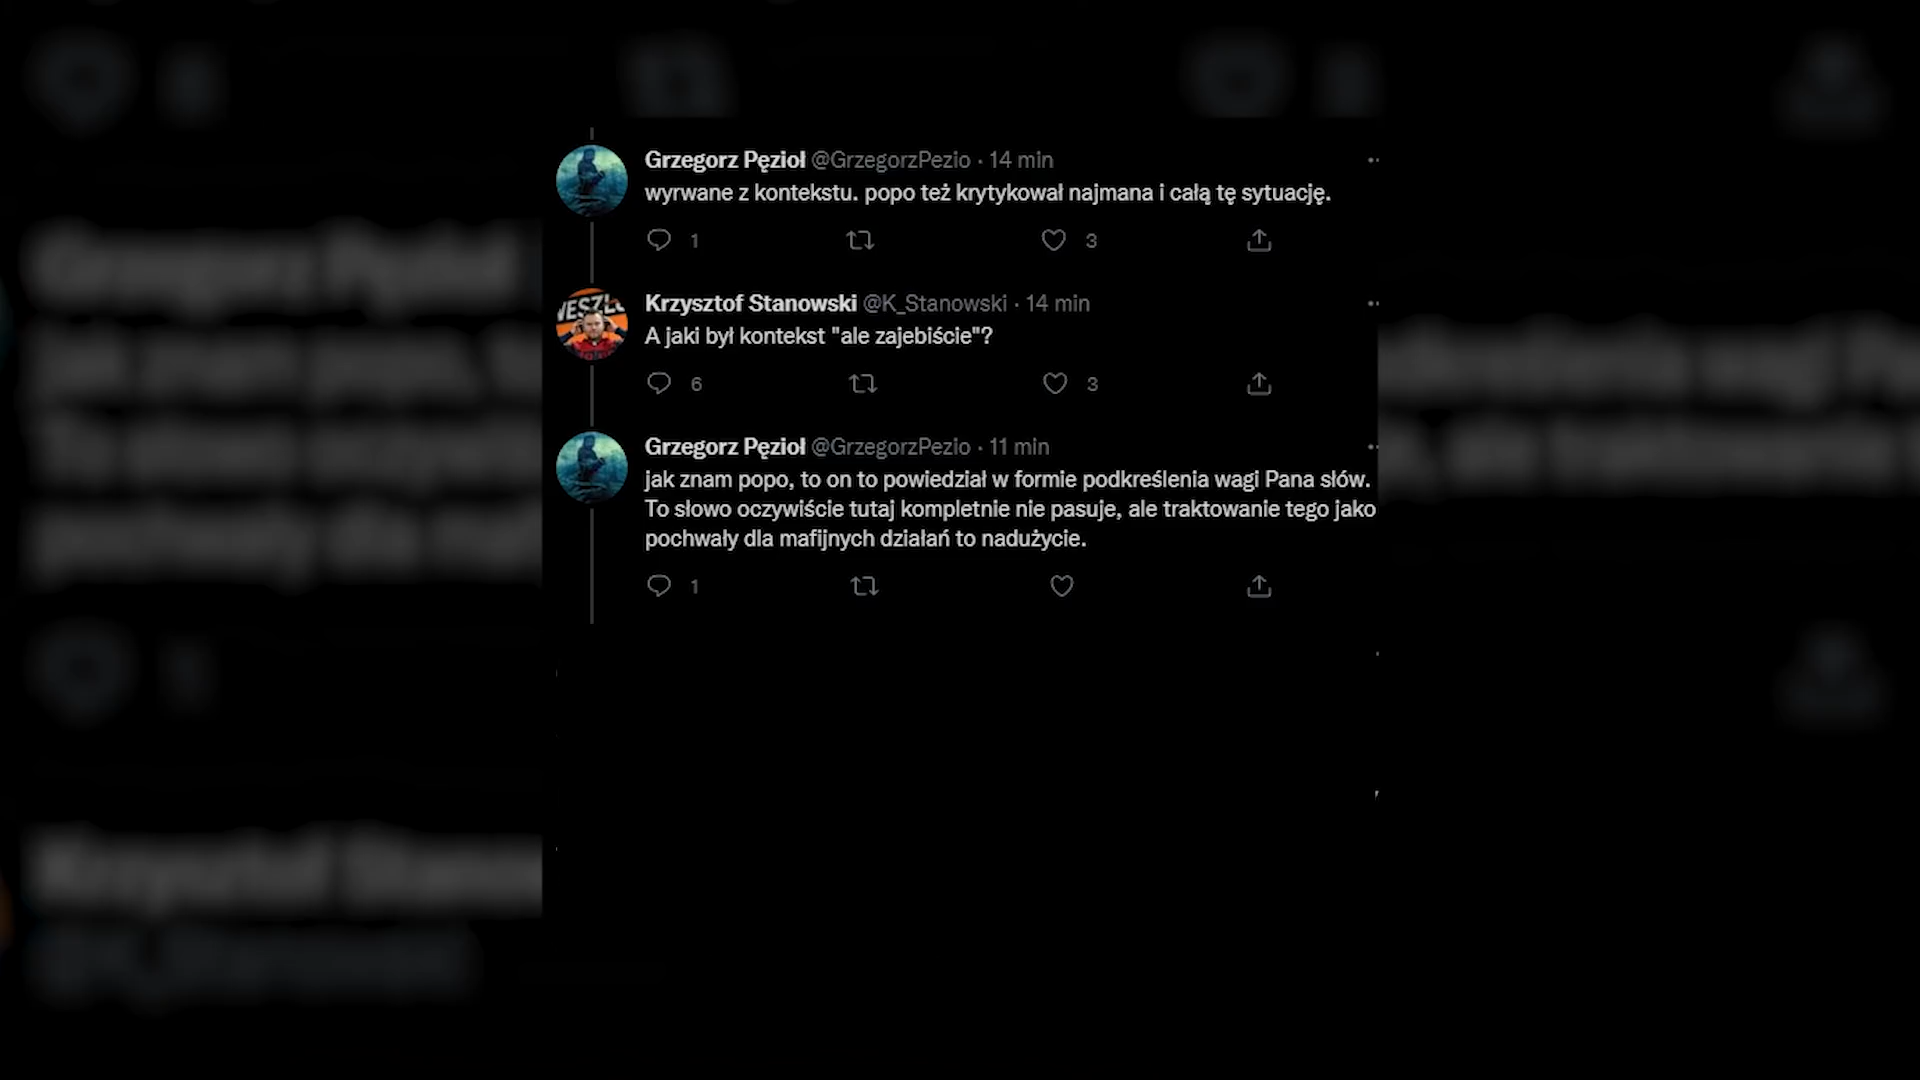 Grzegorz Pęzioł @GrzegorzPezio · 14 min
wyrwane z kontekstu. popo też krytykował najmana i całą tę sytuację.
1 3
WESZŁO
Krzysztof Stanowski @K_Stanowski · 14 min
A jaki był kontekst "ale zajebiście"?
6 3
Grzegorz Pęzioł @GrzegorzPezio · 11 min
jak znam popo, to on to powiedział w formie podkreślenia wagi Pana słów.
To słowo oczywiście tutaj kompletnie nie pasuje, ale traktowanie tego jako
pochwały dla mafijnych działań to nadużycie.
1